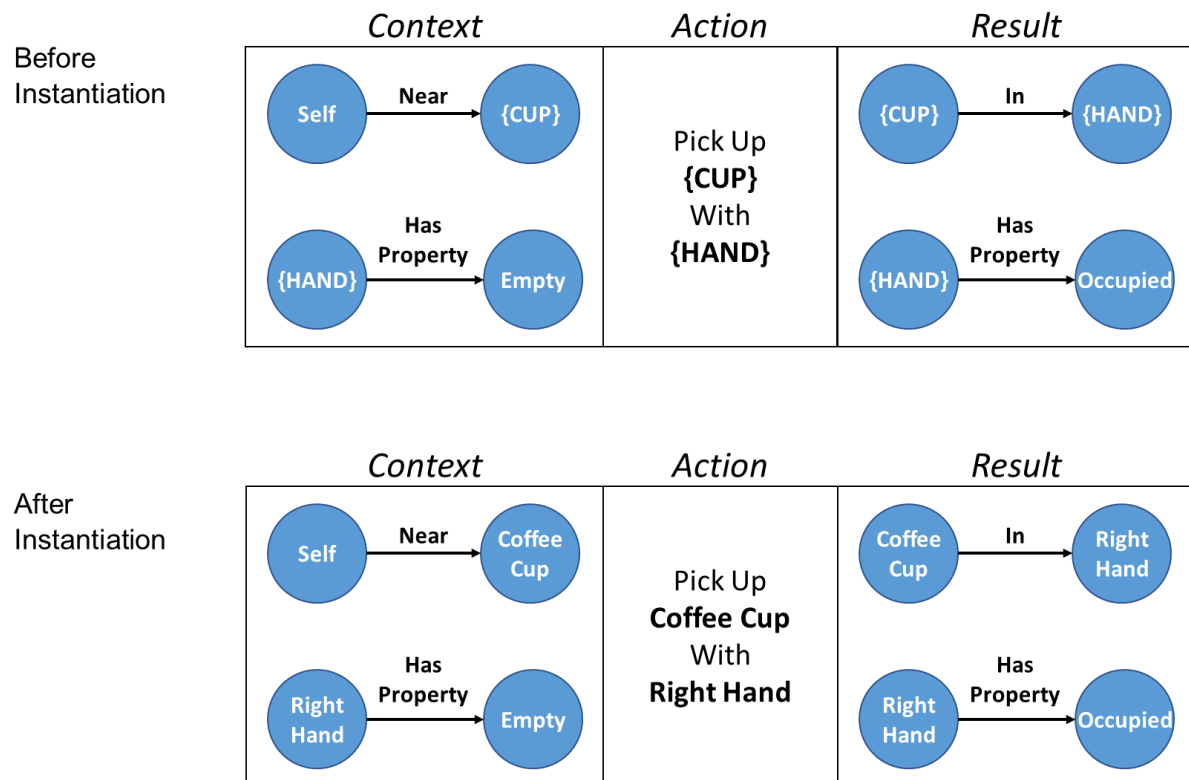 Context Action Result
Before
Instantiation
Self
Near
{CUP}
{HAND}
Has
Property
Empty
Pick Up
{CUP}
With
{HAND}
{CUP}
In
{HAND}
{HAND}
Has
Property
Occupied
Context Action Result
After
Instantiation
Self
Near
Coffee
Cup
Right
Hand
Has
Property
Empty
Pick Up
Coffee Cup
With
Right Hand
Coffee
Cup
In
Right
Hand
Right
Hand
Has
Property
Occupied